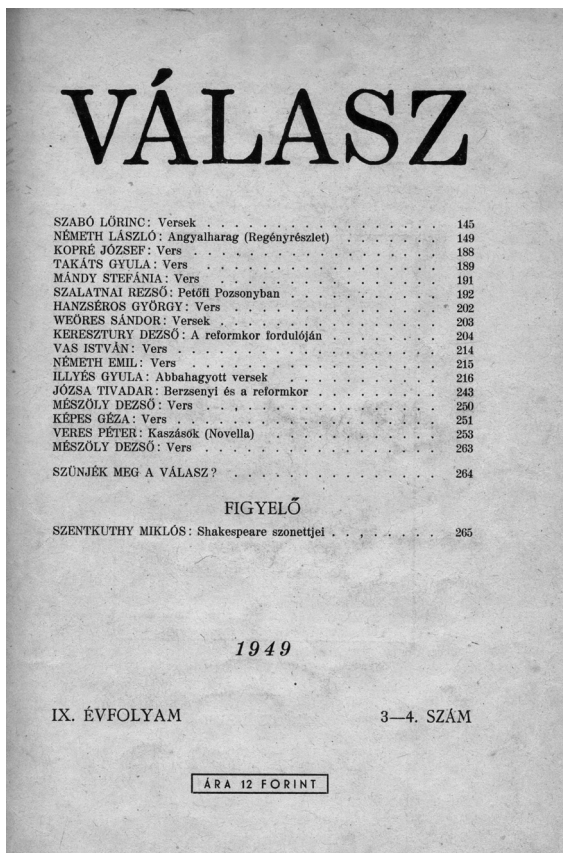 VÁLASZ
SZABÓ LŐRINC: Versek . . . . . . . . . . . . . . . . . 145
NÉMETH LÁSZLÓ: Angyalharag (Regényrészlet) . . . . . . . 149
KOPRÉ JÓZSEF: Vers . . . . . . . . . . . . . . . . . . 188
TAKÁTS GYULA: Vers . . . . . . . . . . . . . . . . . . 189
MÁNDY STEFÁNIA: Vers . . . . . . . . . . . . . . . . . 191
SZALATNAI REZSŐ: Petőfi Pozsonyban . . . . . . . . . . . 192
HANZSÉROS GYÖRGY: Vers . . . . . . . . . . . . . . . . 202
WEÖRES SÁNDOR: Versek . . . . . . . . . . . . . . . . . 203
KERESZTURY DEZSŐ: A reformkor fordulóján . . . . . . . . 204
VAS ISTVÁN: Vers . . . . . . . . . . . . . . . . . . . 214
NÉMETH EMIL: Vers . . . . . . . . . . . . . . . . . . 215
ILLYÉS GYULA: Abbahagyott versek . . . . . . . . . . . . 216
JÓZSA TIVADAR: Berzsenyi és a reformkor . . . . . . . . . 243
MÉSZÖLY DEZSŐ: Vers . . . . . . . . . . . . . . . . . 250
KÉPES GÉZA: Vers . . . . . . . . . . . . . . . . . . . 251
VERES PÉTER: Kaszásök (Novella) . . . . . . . . . . . . 253
MÉSZÖLY DEZSŐ: Vers . . . . . . . . . . . . . . . . . 263
SZÜNJÉK MEG A VÁLASZ? . . . . . . . . . . . . . . . . 264
FIGYELŐ
SZENTKUTHY MIKLÓS: Shakespeare szonettjei . . , . . . . . 265
1949
IX. ÉVFOLYAM 3—4. SZÁM
ÁRA 12 FORINT